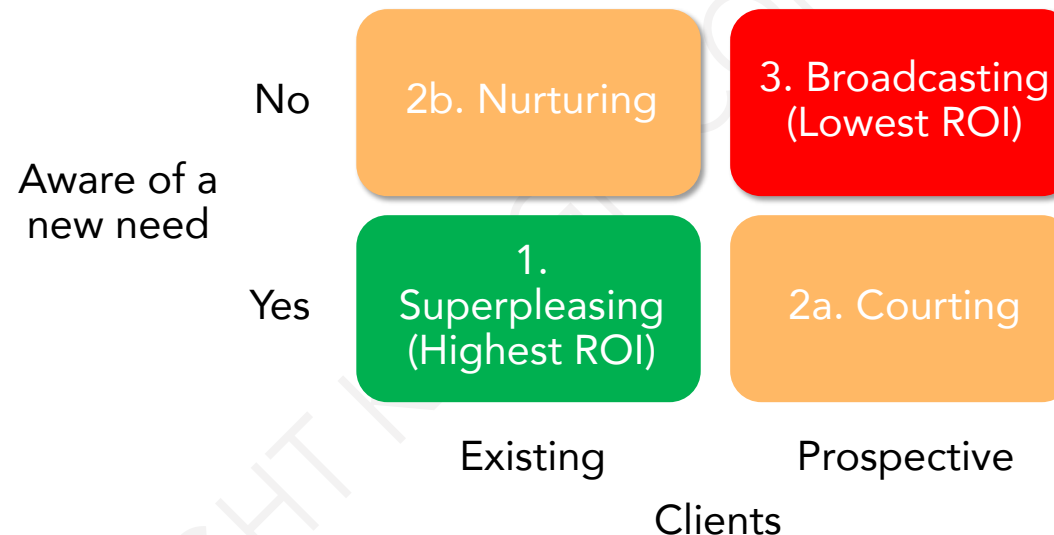 No
2b. Nurturing
3. Broadcasting
(Lowest ROI)
Aware of a
new need
Yes
1.
Superpleasing
(Highest ROI)
2a. Courting
Existing
Prospective
Clients